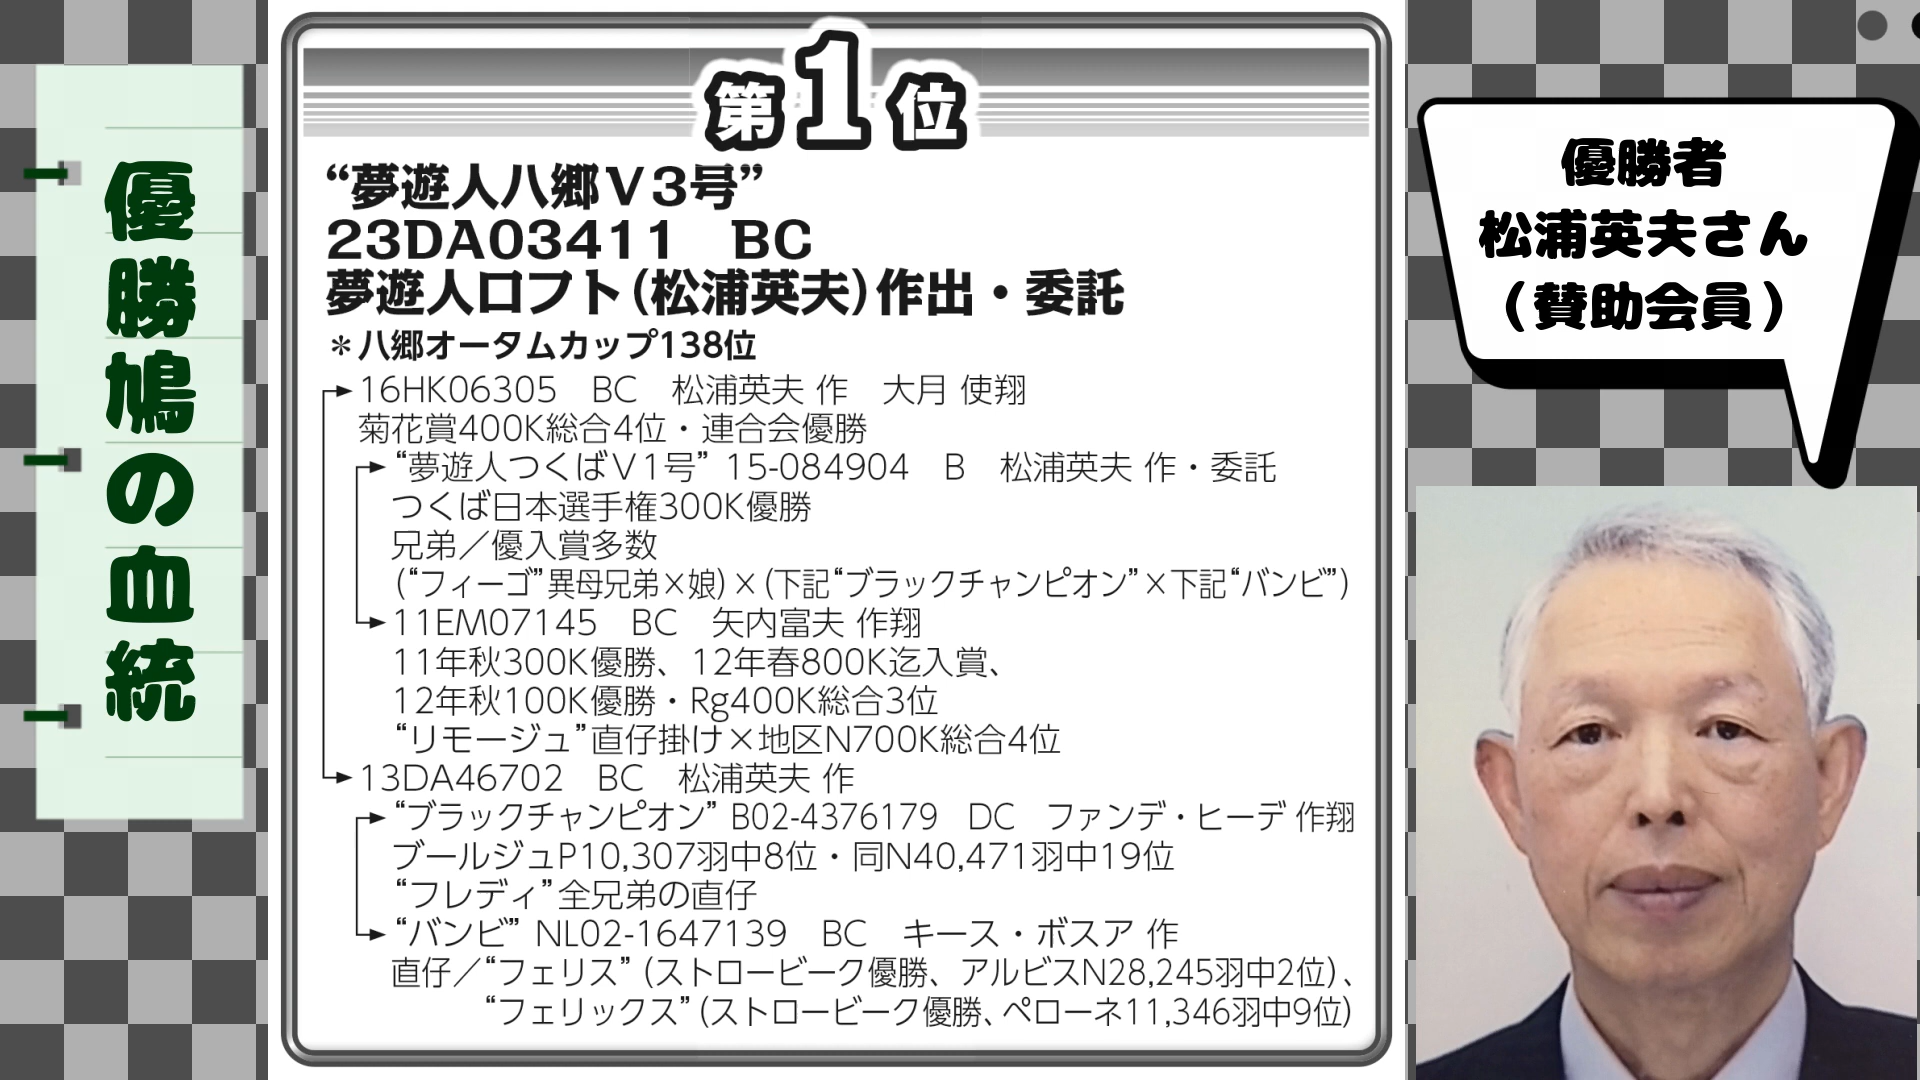 優勝鳩の血統
第1位
“夢遊人八郷Ⅴ3号”
23DA03411　BC
夢遊人ロフト(松浦英夫)作出・委託
＊八郷オータムカップ138位
16HK06305　BC　松浦英夫 作　大月 使翔
菊花賞400K総合4位・連合会優勝
“夢遊人つくばⅤ1号” 15-084904　B　松浦英夫 作・委託
つくば日本選手権300K優勝
兄弟／優入賞多数
(“フィーゴ”異母兄弟×娘)×(下記“ブラックチャンピオン”×下記“バンビ”)
11EM07145　BC　矢内富夫 作翔
11年秋300K優勝、12年春800K迄入賞、
12年秋100K優勝・Rg400K総合3位
“リモージュ”直仔掛け×地区N700K総合4位
13DA46702　BC　松浦英夫 作
“ブラックチャンピオン” B02-4376179　DC　ファンデ・ヒーデ 作翔
ブールジュP10,307羽中8位・同N40,471羽中19位
“フレディ”全兄弟の直仔
“バンビ” NL02-1647139　BC　キース・ボスア 作
直仔／“フェリス”(ストロービーク優勝、アルビスN28,245羽中2位)、
“フェリックス”(ストロービーク優勝、ペローネ11,346羽中9位)
優勝者
松浦英夫さん
（賛助会員）